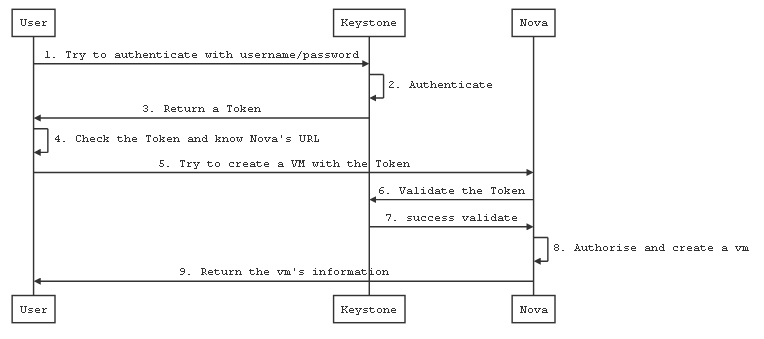 User
Keystone
Nova
1. Try to authenticate with username/password
2. Authenticate
3. Return a Token
4. Check the Token and know Nova's URL
5. Try to create a VM with the Token
6. Validate the Token
7. success validate
8. Authorise and create a vm
9. Return the vm's information
User
Keystone
Nova